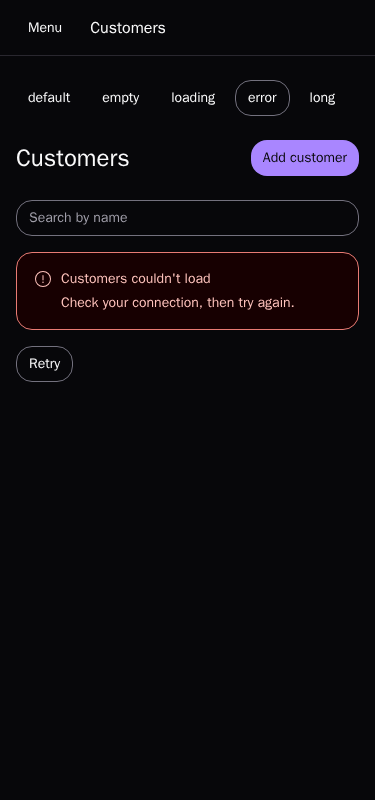 Menu Customers
default empty loading error long
Customers Add customer
Search by name
Customers couldn't load
Check your connection, then try again.
Retry